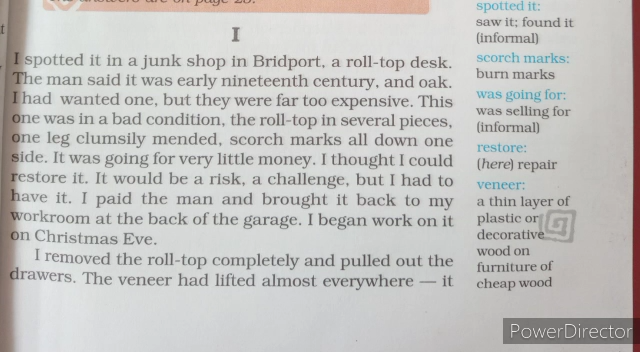 The answers are on page 28.
I
I spotted it in a junk shop in Bridport, a roll-top desk.
The man said it was early nineteenth century, and oak.
I had wanted one, but they were far too expensive. This
one was in a bad condition, the roll-top in several pieces,
one leg clumsily mended, scorch marks all down one
side. It was going for very little money. I thought I could
restore it. It would be a risk, a challenge, but I had to
have it. I paid the man and brought it back to my
workroom at the back of the garage. I began work on it
on Christmas Eve.
I removed the roll-top completely and pulled out the
drawers. The veneer had lifted almost everywhere — it
spotted it:
saw it; found it
(informal)
scorch marks:
burn marks
was going for:
was selling for
(informal)
restore:
(here) repair
veneer:
a thin layer of
plastic or
decorative
wood on
furniture of
cheap wood
PowerDirector